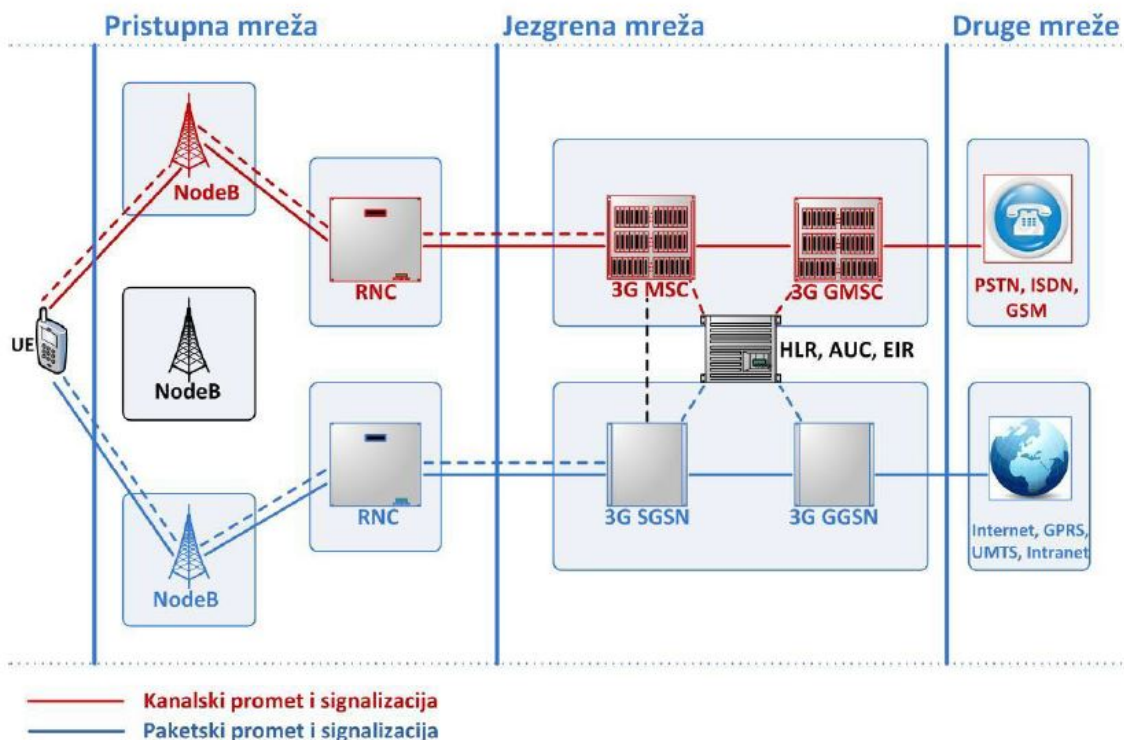 Pristupna mreža
Jezgrena mreža
Druge mreže
NodeB
RNC
3G MSC
3G GMSC
PSTN, ISDN,
GSM
UE
NodeB
HLR, AUC, EIR
NodeB
RNC
3G SGSN
3G GGSN
Internet, GPRS,
UMTS, Intranet
Kanalski promet i signalizacija
Paketski promet i signalizacija